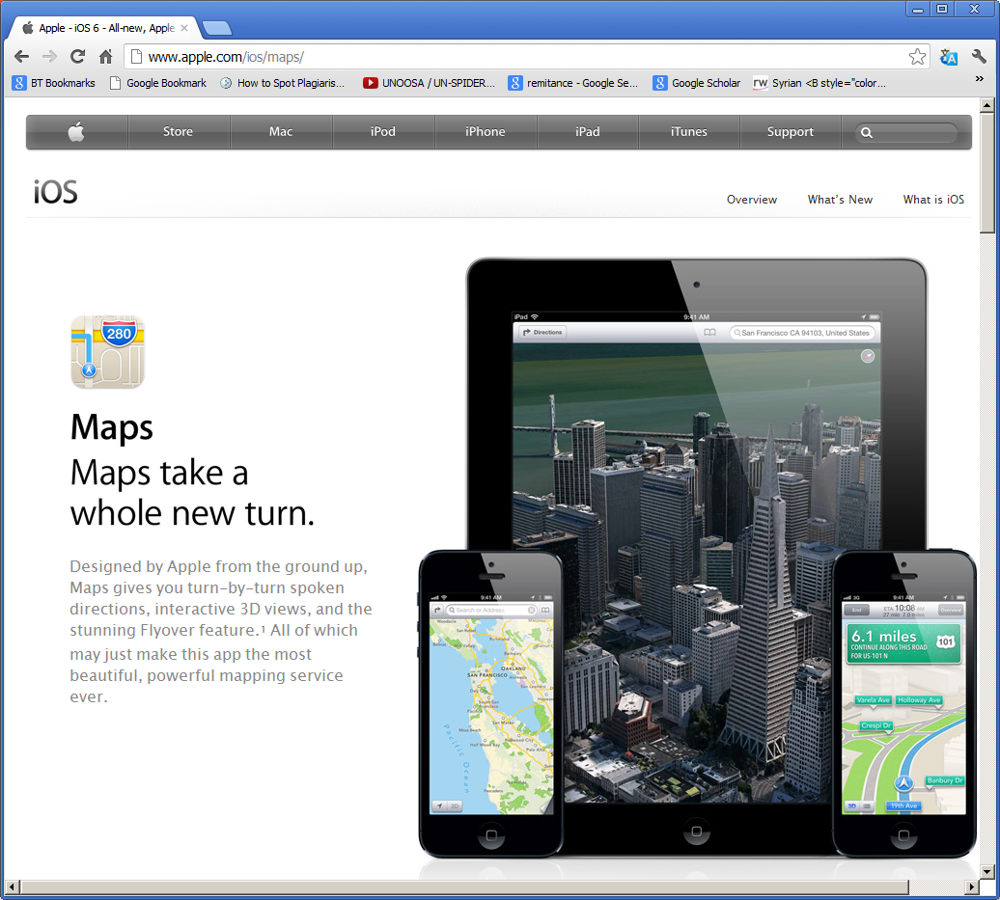 Apple - iOS 6 - All-new, Apple
www.apple.com/ios/maps/
BT Bookmarks Google Bookmark How to Spot Plagiaris... UNOOSA / UN-SPIDER... remitance - Google Se... Google Scholar Syrian <B style="color...
Store Mac iPod iPhone iPad iTunes Support
iOS
Overview What's New What is iOS
280
Maps
Maps take a
whole new turn.
Designed by Apple from the ground up,
Maps gives you turn-by-turn spoken
directions, interactive 3D views, and the
stunning Flyover feature.¹ All of which
may just make this app the most
beautiful, powerful mapping service
ever.
iPad 9:41 AM
Directions San Francisco CA 94103, United States
9:41 AM
Search or Address
OAKLAND
SAN FRANCISCO
Pacific Ocean
3D
3G 9:41 AM
End ETA 10:08 AM Overview
27 min 7.0 miles
6.1 miles
CONTINUE ALONG THIS ROAD
FOR US-101 N
101
Varela Ave Holloway Ave
Crespi Dr
Banbury Dr
3D 19th Ave